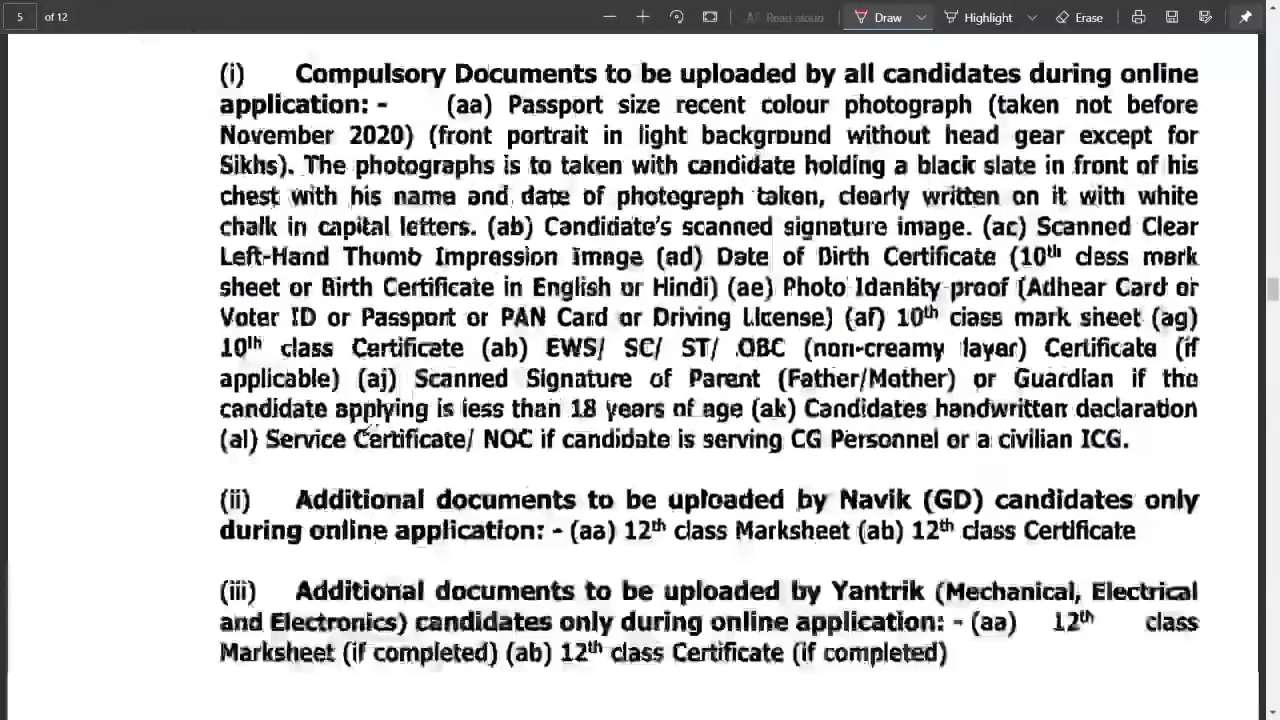 5 of 12 Read aloud Draw Highlight Erase
(i) Compulsory Documents to be uploaded by all candidates during online
application: - (aa) Passport size recent colour photograph (taken not before
November 2020) (front portrait in light background without head gear except for
Sikhs). The photographs is to taken with candidate holding a black slate in front of his
chest with his name and date of photograph taken, clearly written on it with white
chalk in capital letters. (ab) Candidate's scanned signature image. (ac) Scanned Clear
Left-Hand Thumb Impression image (ad) Date of Birth Certificate (10th class mark
sheet or Birth Certificate in English or Hindi) (ae) Photo Identity proof (Adhear Card or
Voter ID or Passport or PAN Card or Driving License) (af) 10th class mark sheet (ag)
10th class Certificate (ah) EWS/ SC/ ST/ OBC (non-creamy layer) Certificate (if
applicable) (aj) Scanned Signature of Parent (Father/Mother) or Guardian if the
candidate applying is less than 18 years of age (ak) Candidates handwritten declaration
(al) Service Certificate/ NOC if candidate is serving CG Personnel or a civilian ICG.
(ii) Additional documents to be uploaded by Navik (GD) candidates only
during online application: - (aa) 12th class Marksheet (ab) 12th class Certificate
(iii) Additional documents to be uploaded by Yantrik (Mechanical, Electrical
and Electronics) candidates only during online application: - (aa) 12th class
Marksheet (if completed) (ab) 12th class Certificate (if completed)